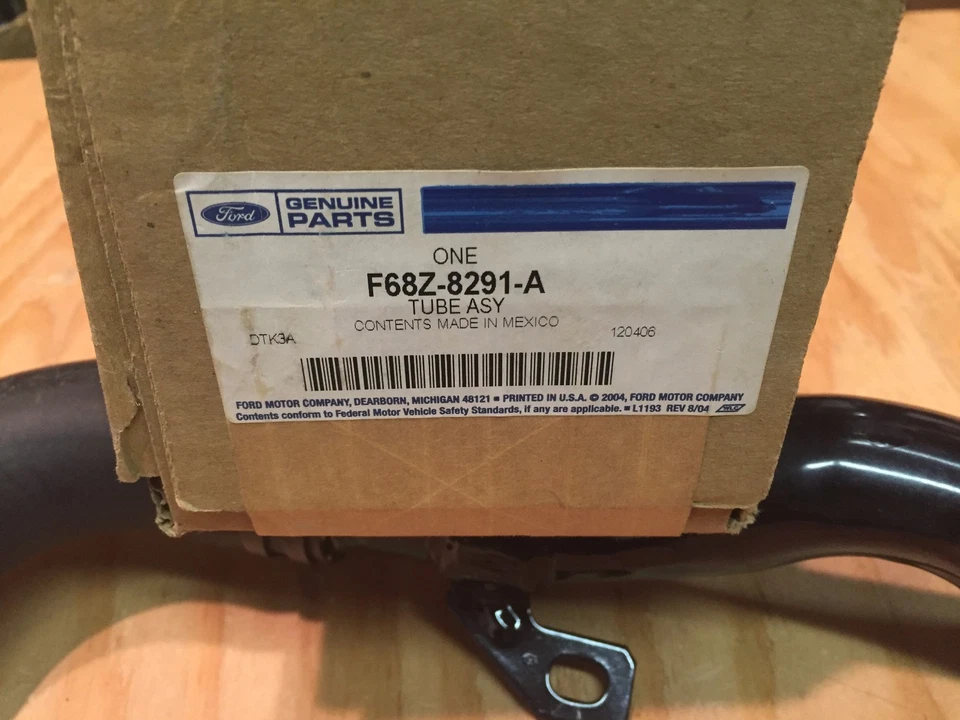 Ford GENUINE PARTS
ONE
F68Z-8291-A
TUBE ASY
CONTENTS MADE IN MEXICO
DTK3A 120406
FORD MOTOR COMPANY, DEARBORN, MICHIGAN 48121 ■ PRINTED IN U.S.A. © 2004, FORD MOTOR COMPANY
Contents conform to Federal Motor Vehicle Safety Standards, if any are applicable. ■ L1193 REV 8/04